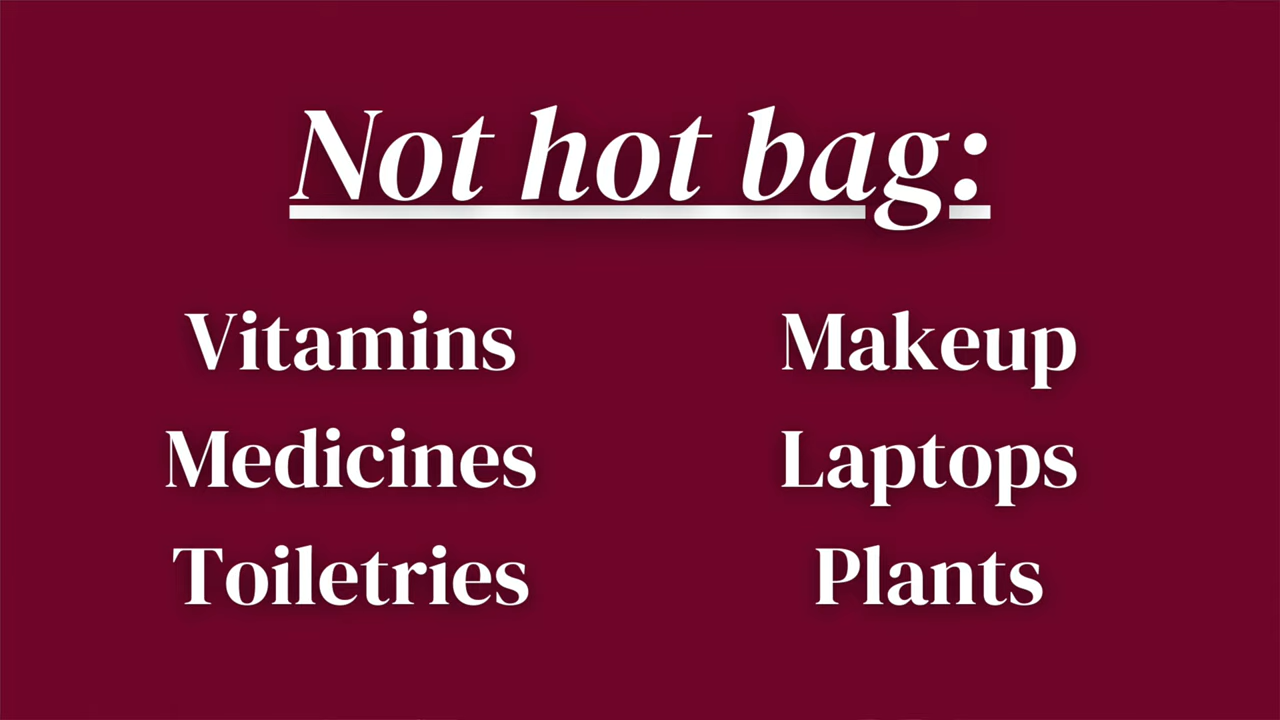 Not hot bag:
Vitamins
Medicines
Toiletries
Makeup
Laptops
Plants